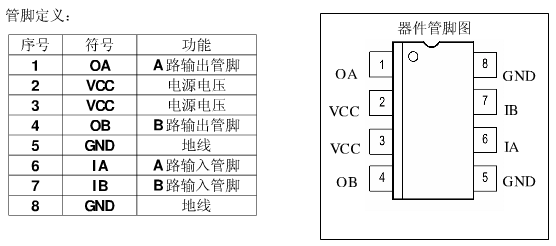 管脚定义：
序号 符号 功能
1 OA A 路输出管脚
2 VCC 电源电压
3 VCC 电源电压
4 OB B 路输出管脚
5 GND 地线
6 IA A 路输入管脚
7 IB B 路输入管脚
8 GND 地线
器件管脚图
OA 1 8 GND
VCC 2 7 IB
VCC 3 6 IA
OB 4 5 GND